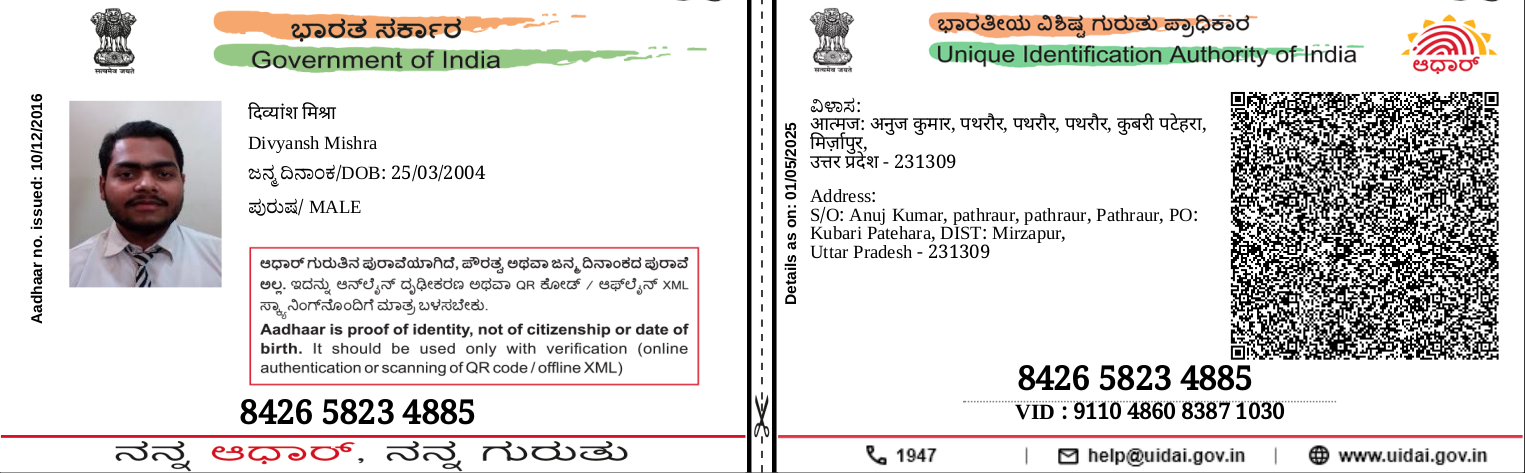 ಭಾರತ ಸರ್ಕಾರ
Government of India
सत्यमेव जयते
Aadhaar no. issued: 10/12/2016
दिव्यांश मिश्रा
Divyansh Mishra
ಜನ್ಮ ದಿನಾಂಕ/DOB: 25/03/2004
ಪುರುಷ/ MALE
ಆಧಾರ್ ಗುರುತಿನ ಪುರಾವೆಯಾಗಿದೆ, ಪೌರತ್ವ ಅಥವಾ ಜನ್ಮ ದಿನಾಂಕದ ಪುರಾವೆ
ಅಲ್ಲ. ಇದನ್ನು ಆನ್‌ಲೈನ್ ದೃಢೀಕರಣ ಅಥವಾ QR ಕೋಡ್ / ಆಫ್‌ಲೈನ್ XML
ಸ್ಕ್ಯಾನಿಂಗ್‌ನೊಂದಿಗೆ ಮಾತ್ರ ಬಳಸಬೇಕು.
Aadhaar is proof of identity, not of citizenship or date of
birth. It should be used only with verification (online
authentication or scanning of QR code / offline XML)
8426 5823 4885
ನನ್ನ ಆಧಾರ್, ನನ್ನ ಗುರುತು
ಭಾರತೀಯ ವಿಶಿಷ್ಟ ಗುರುತು ಪ್ರಾಧಿಕಾರ
Unique Identification Authority of India
सत्यमेव जयते
ಆಧಾರ್
Details as on: 01/05/2025
ವಿಳಾಸ:
आत्मज: अनुज कुमार, पथरौर, पथरौर, पथरौर, कुबरी पटेहरा,
मिर्ज़ापुर,
उत्तर प्रदेश - 231309
Address:
S/O: Anuj Kumar, pathraur, pathraur, Pathraur, PO:
Kubari Patehara, DIST: Mirzapur,
Uttar Pradesh - 231309
8426 5823 4885
VID : 9110 4860 8387 1030
1947 | help@uidai.gov.in | www.uidai.gov.in